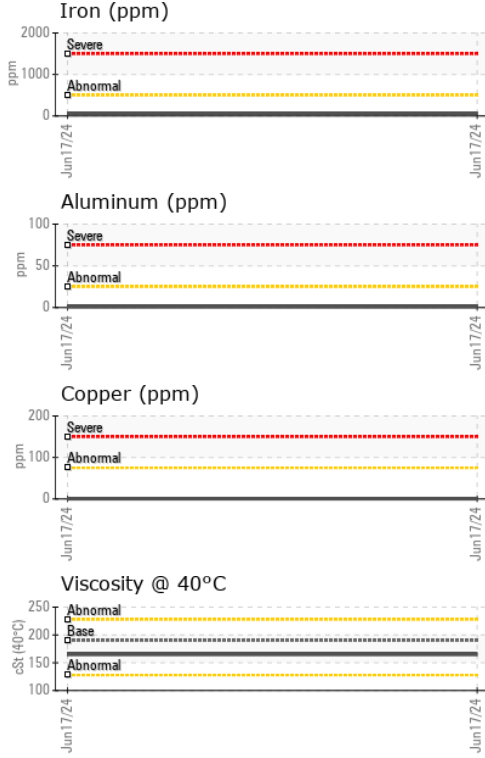 Iron (ppm)
2000
Severe
ppm
1000
Abnormal
0
Jun17/24
Jun17/24
Aluminum (ppm)
100
Severe
ppm
50
Abnormal
0
Jun17/24
Jun17/24
Copper (ppm)
200
Severe
ppm
100
Abnormal
0
Jun17/24
Jun17/24
Viscosity @ 40°C
250
Abnormal
cSt (40°C)
200
Base
150
Abnormal
100
Jun17/24
Jun17/24